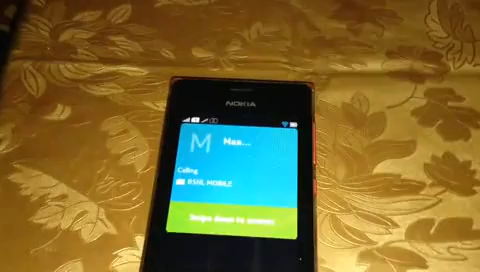 NOKIA
M Maa...
Calling
BSNL MOBILE
Swipe down to answer